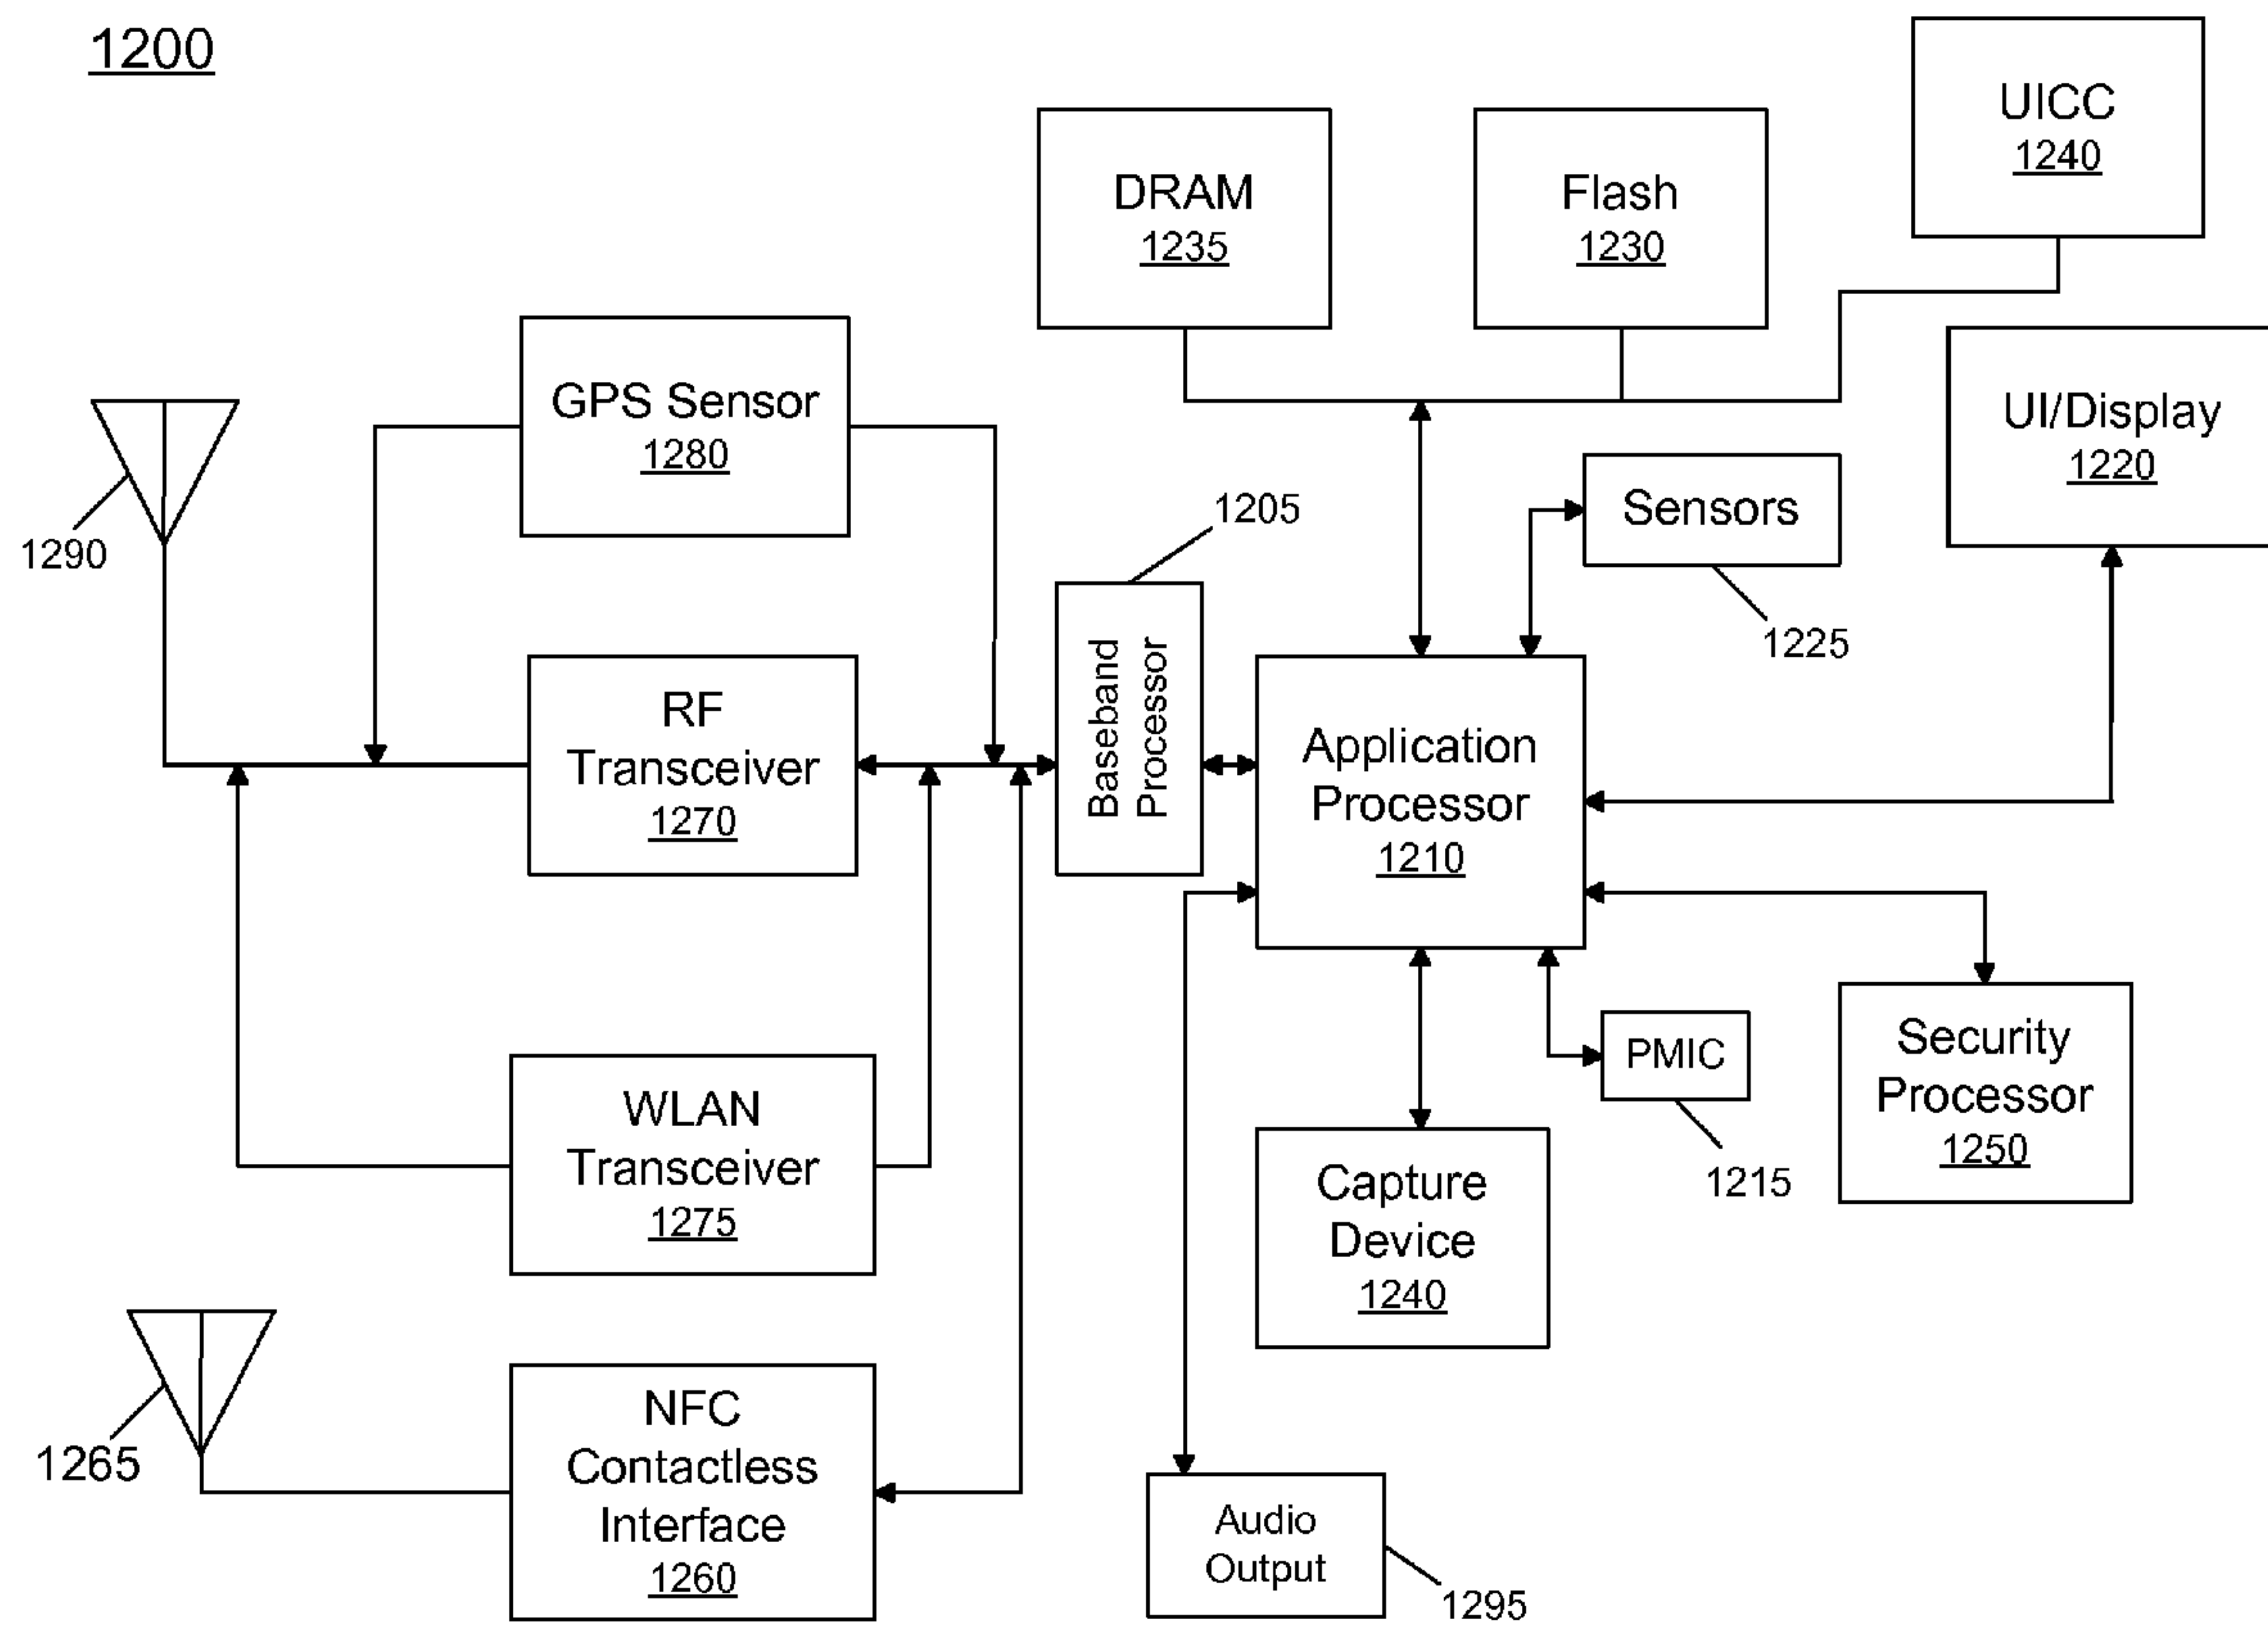 1200
UICC
1240
DRAM
1235
Flash
1230
GPS Sensor
1280
UI/Display
1220
1290
1205
Sensors
1225
RF
Transceiver
1270
Baseband
Processor
Application
Processor
1210
WLAN
Transceiver
1275
PMIC
1215
Security
Processor
1250
Capture
Device
1240
1265
NFC
Contactless
Interface
1260
Audio
Output
1295